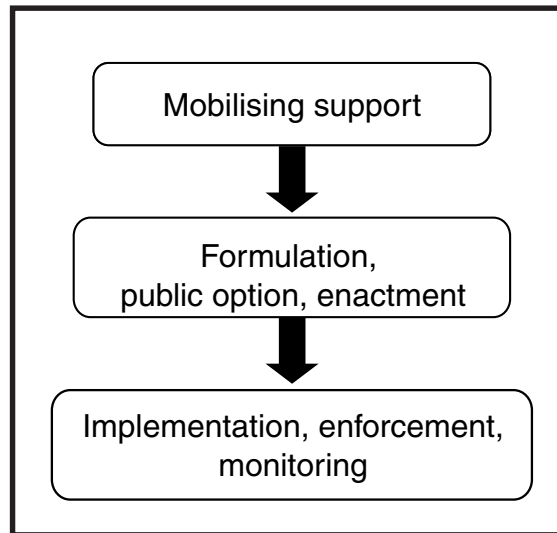 Mobilising support
Formulation,
public option, enactment
Implementation, enforcement,
monitoring